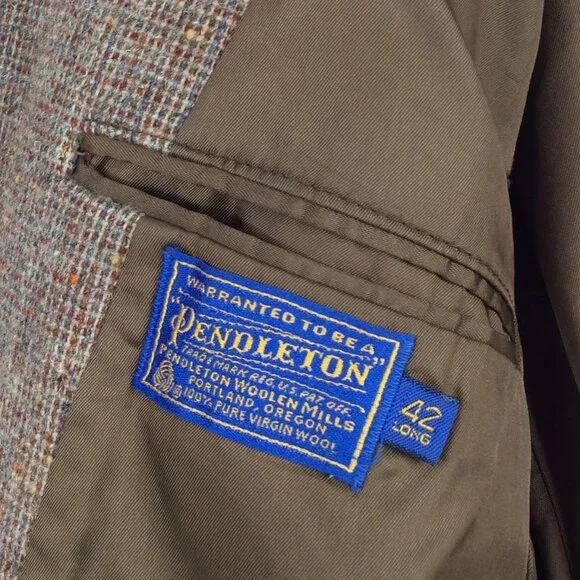 WARRANTED TO BE A
"PENDLETON"
TRADE MARK REG. U.S. PAT. OFF.
PENDLETON WOOLEN MILLS
PORTLAND, OREGON
100% PURE VIRGIN WOOL
42
LONG